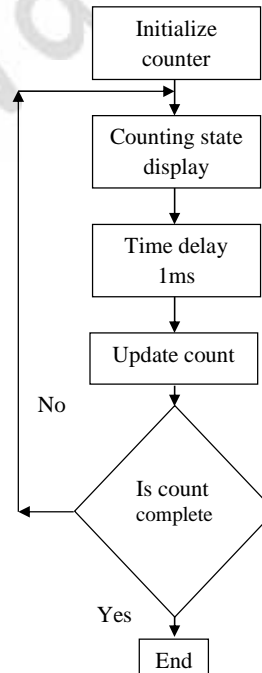 Initialize
counter
Counting state
display
Time delay
1ms
Update count
No
Is count
complete
Yes
End